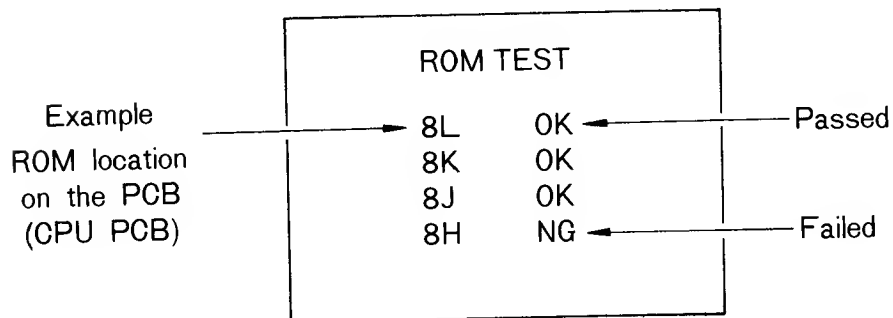 ROM TEST
Example
ROM location
on the PCB
(CPU PCB)
8L OK
8K OK
8J OK
8H NG
Passed
Failed